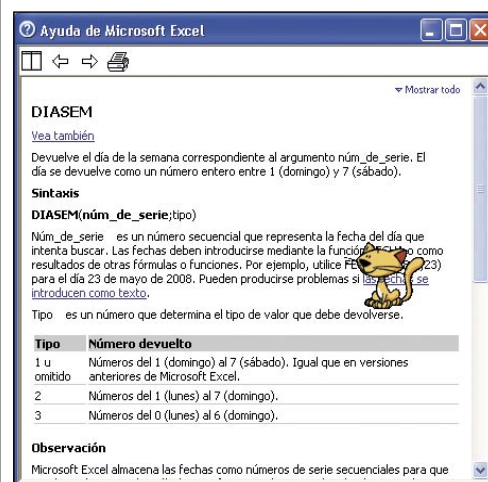 Ayuda de Microsoft Excel
Mostrar todo
DIASEM
Vea también
Devuelve el día de la semana correspondiente al argumento núm_de_serie. El
día se devuelve como un número entero entre 1 (domingo) y 7 (sábado).
Sintaxis
DIASEM(núm_de_serie;tipo)
Núm_de_serie es un número secuencial que representa la fecha del día que
intenta buscar. Las fechas deben introducirse mediante la función o como
resultados de otras fórmulas o funciones. Por ejemplo, utilice 23)
para el día 23 de mayo de 2008. Pueden producirse problemas si las fechas se
introducen como texto.
Tipo es un número que determina el tipo de valor que debe devolverse.
Tipo Número devuelto
1 u omitido Números del 1 (domingo) al 7 (sábado). Igual que en versiones
anteriores de Microsoft Excel.
2 Números del 1 (lunes) al 7 (domingo).
3 Números del 0 (lunes) al 6 (domingo).
Observación
Microsoft Excel almacena las fechas como números de serie secuenciales para que